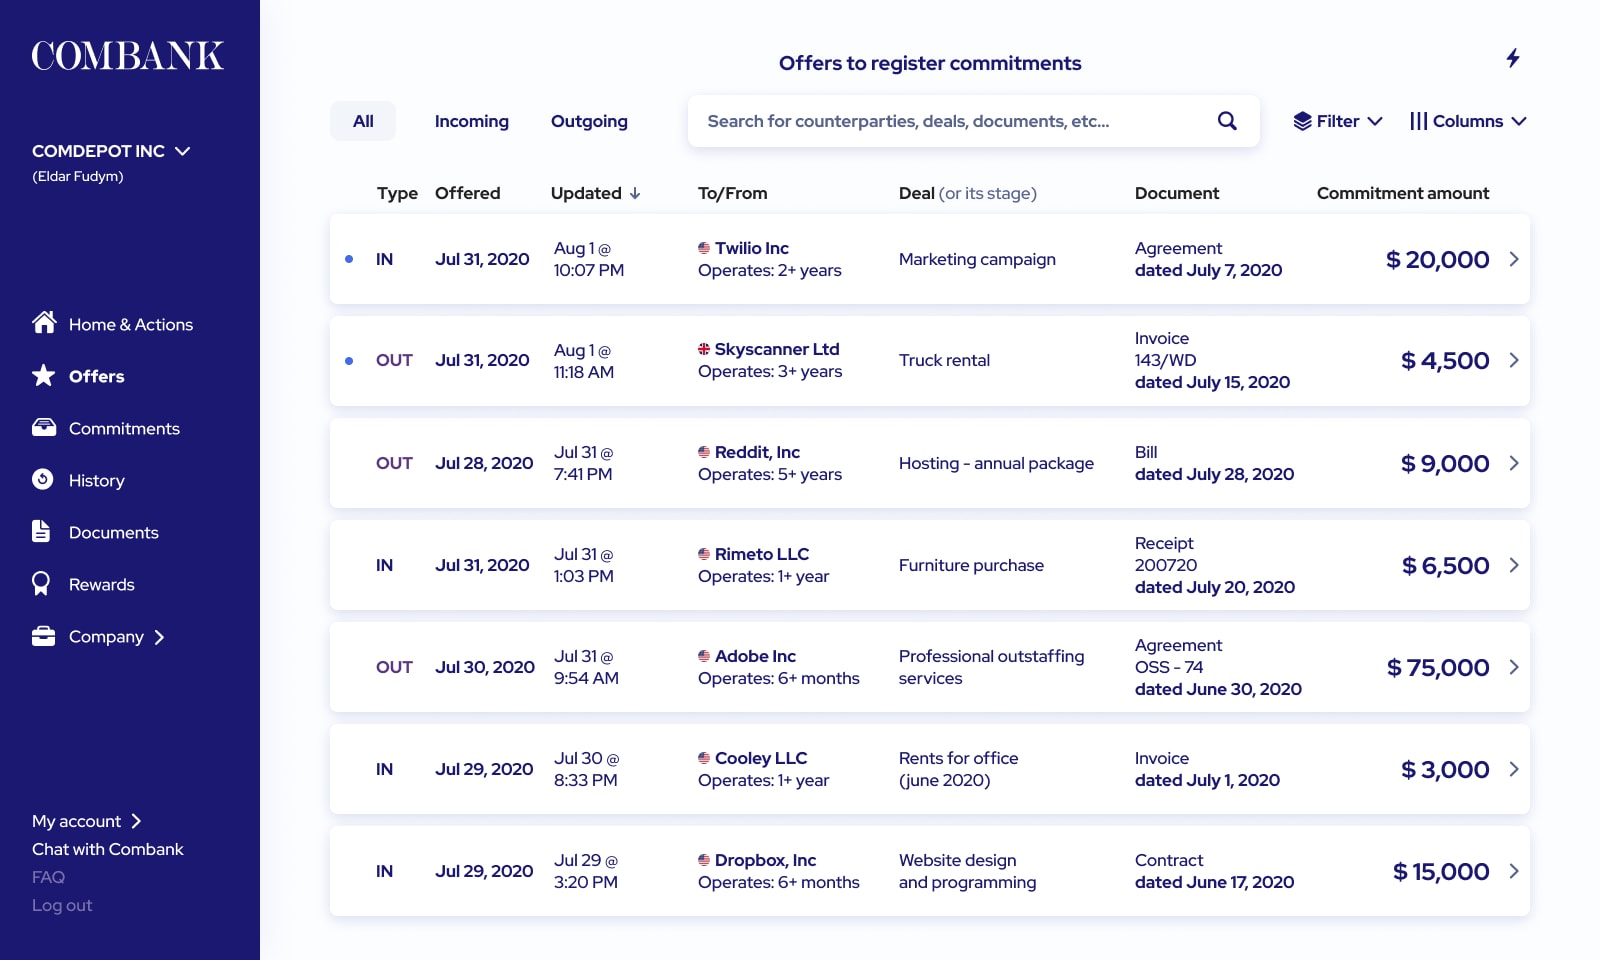 COMBANK
COMDEPOT INC
(Eldar Fudym)
Home & Actions
Offers
Commitments
History
Documents
Rewards
Company
My account
Chat with Combank
FAQ
Log out
Offers to register commitments
All Incoming Outgoing Search for counterparties, deals, documents, etc... Filter Columns
Type Offered Updated To/From Deal (or its stage) Document Commitment amount
IN Jul 31, 2020
Aug 1 @
10:07 PM
Twilio Inc
Operates: 2+ years
Marketing campaign
Agreement
dated July 7, 2020
$ 20,000
OUT Jul 31, 2020
Aug 1 @
11:18 AM
Skyscanner Ltd
Operates: 3+ years
Truck rental
Invoice
143/WD
dated July 15, 2020
$ 4,500
OUT Jul 28, 2020
Jul 31 @
7:41 PM
Reddit, Inc
Operates: 5+ years
Hosting - annual package
Bill
dated July 28, 2020
$ 9,000
IN Jul 31, 2020
Jul 31 @
1:03 PM
Rimeto LLC
Operates: 1+ year
Furniture purchase
Receipt
200720
dated July 20, 2020
$ 6,500
OUT Jul 30, 2020
Jul 31 @
9:54 AM
Adobe Inc
Operates: 6+ months
Professional outstaffing
services
Agreement
OSS - 74
dated June 30, 2020
$ 75,000
IN Jul 29, 2020
Jul 30 @
8:33 PM
Cooley LLC
Operates: 1+ year
Rents for office
(june 2020)
Invoice
dated July 1, 2020
$ 3,000
IN Jul 29, 2020
Jul 29 @
3:20 PM
Dropbox, Inc
Operates: 6+ months
Website design
and programming
Contract
dated June 17, 2020
$ 15,000